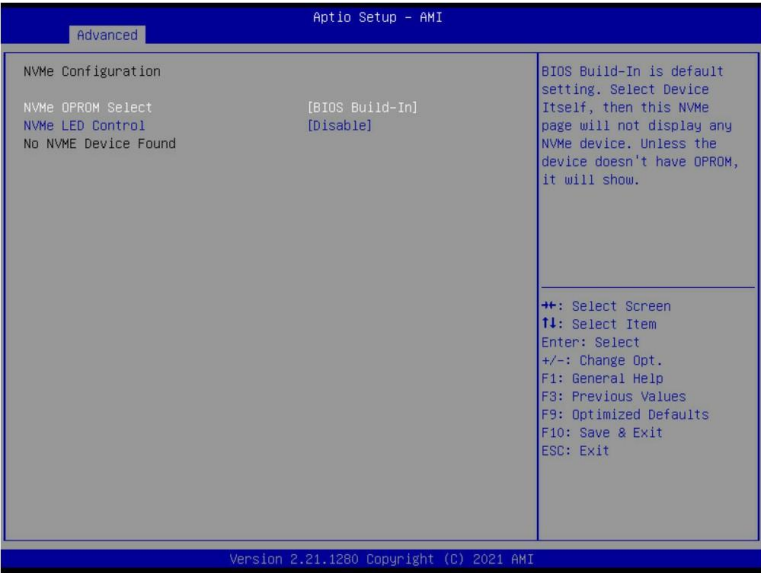 Aptio Setup – AMI
Advanced
NVMe Configuration
NVMe OPROM Select [BIOS Build-In]
NVMe LED Control [Disable]
No NVME Device Found
BIOS Build-In is default
setting. Select Device
Itself, then this NVMe
page will not display any
NVMe device. Unless the
device doesn't have OPROM,
it will show.
→←: Select Screen
↑↓: Select Item
Enter: Select
+/-: Change Opt.
F1: General Help
F3: Previous Values
F9: Optimized Defaults
F10: Save & Exit
ESC: Exit
Version 2.21.1280 Copyright (C) 2021 AMI